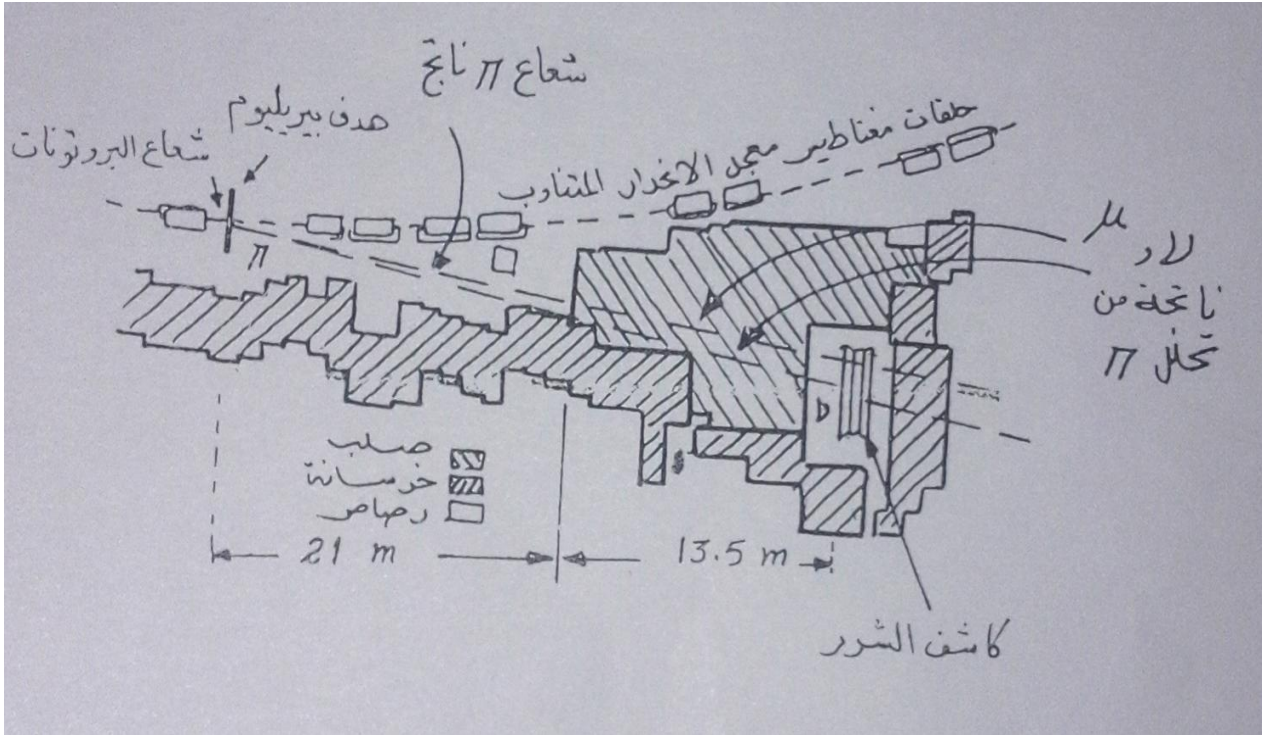 شعاع π ناتج
هدف بيريليوم
شعاع البروتونات
حلقات مغناطيس معجل الانحدار المتناوب
π
μ
و ν
ناتجة من
تحلل π
صلب
خرسانة
رصاص
D
21 m
13.5 m
كاشف الشرر